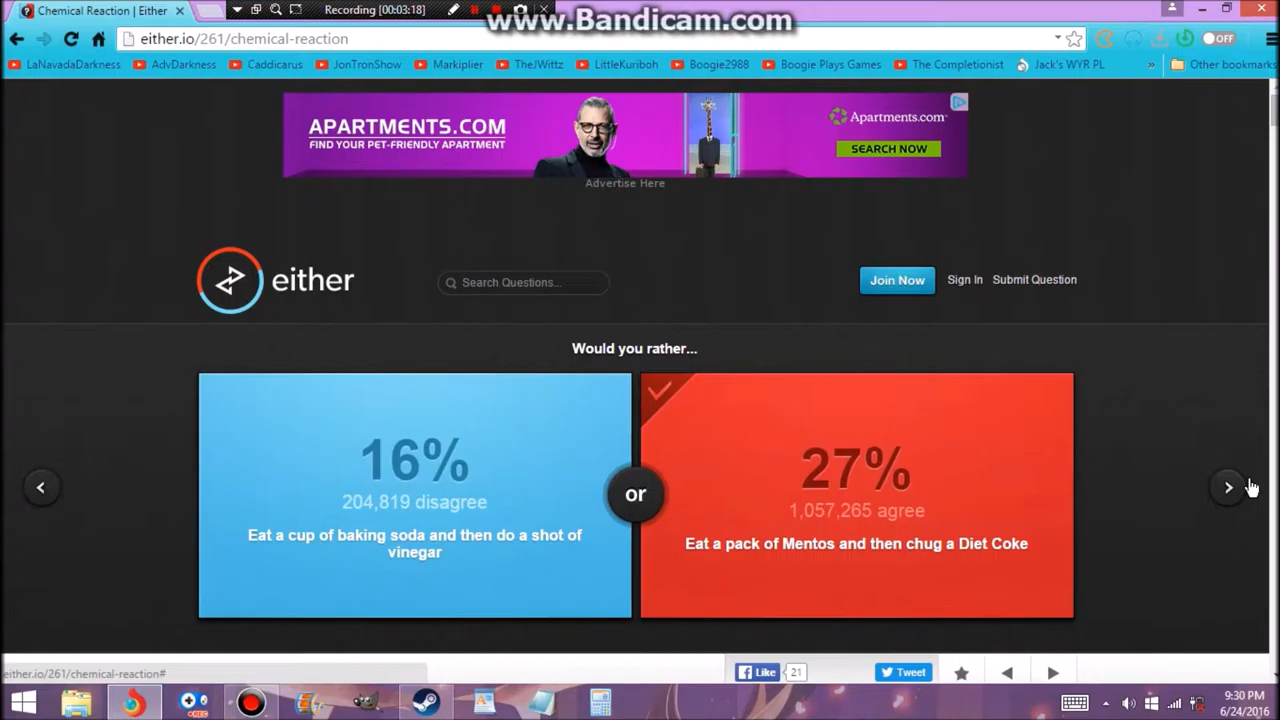 Chemical Reaction | Either
Recording [00:03:18]
www.Bandicam.com
either.io/261/chemical-reaction
OFF
LaNavadaDarkness
AdvDarkness
Caddicarus
JonTronShow
Markiplier
TheJWittz
LittleKuriboh
Boogie2988
Boogie Plays Games
The Completionist
Jack's WYR PL
»
Other bookmarks
APARTMENTS.COM
FIND YOUR PET-FRIENDLY APARTMENT
Apartments.com
SEARCH NOW
Advertise Here
either
Search Questions...
Join Now
Sign In
Submit Question
Would you rather...
16%
204,819 disagree
Eat a cup of baking soda and then do a shot of
vinegar
or
27%
1,057,265 agree
Eat a pack of Mentos and then chug a Diet Coke
either.io/261/chemical-reaction#
Like
21
Tweet
REC
9:30 PM
6/24/2016